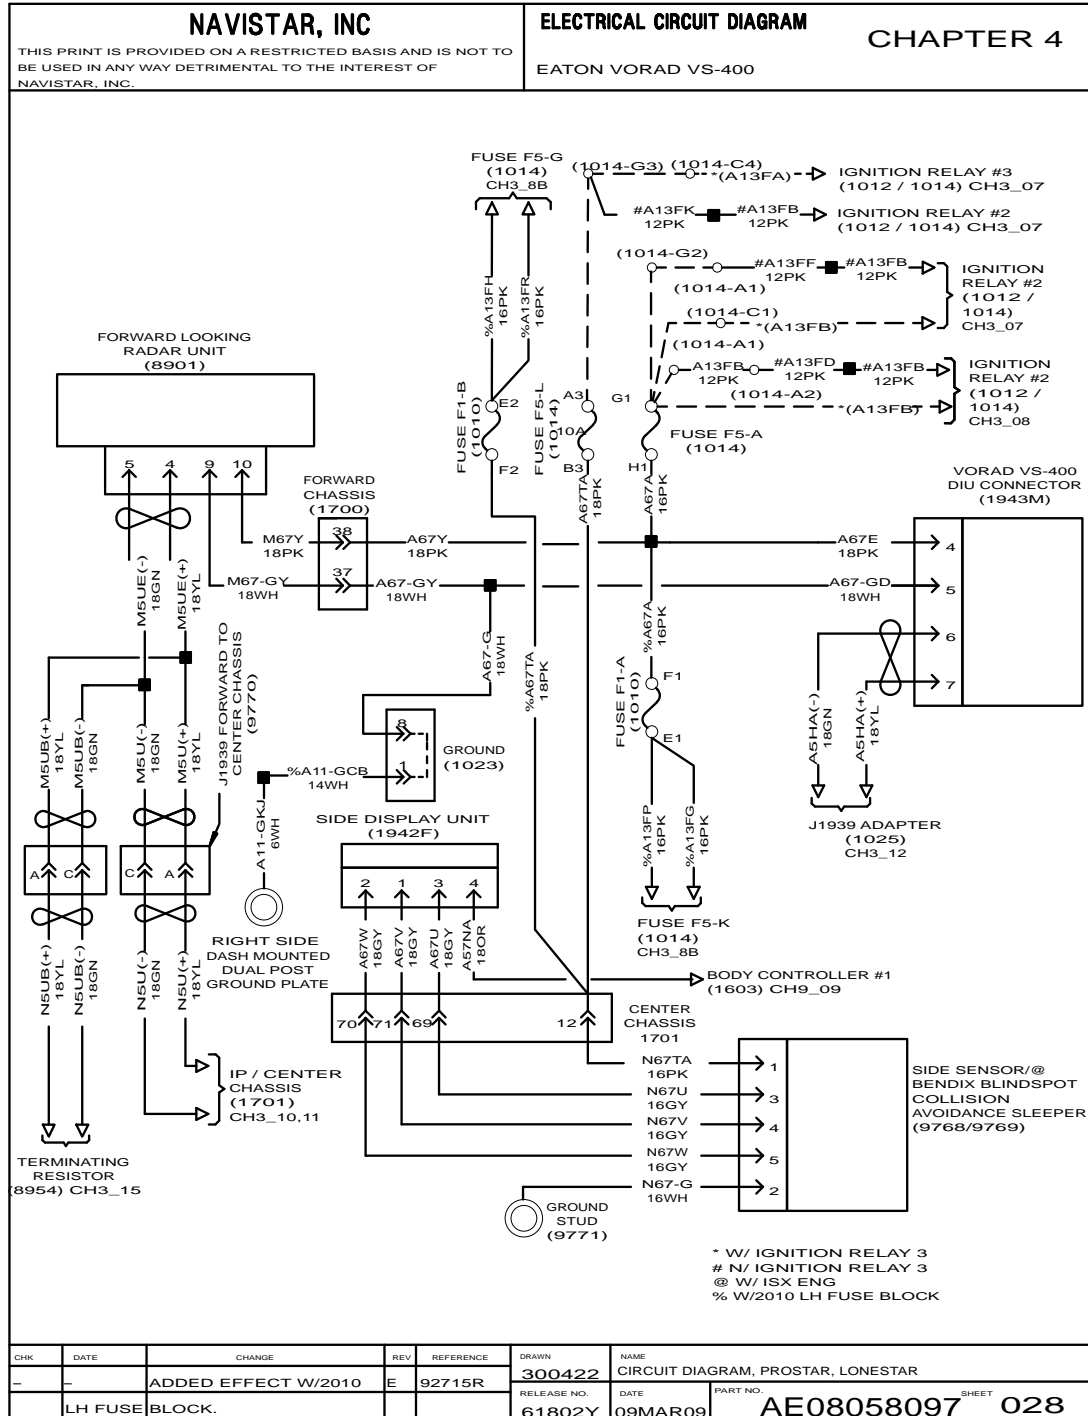 NAVISTAR, INC
THIS PRINT IS PROVIDED ON A RESTRICTED BASIS AND IS NOT TO
BE USED IN ANY WAY DETRIMENTAL TO THE INTEREST OF
NAVISTAR, INC.
ELECTRICAL CIRCUIT DIAGRAM
CHAPTER 4
EATON VORAD VS-400
FUSE F5-G
(1014)
CH3_8B
(1014-G3)
(1014-C4)
*(A13FA)
IGNITION RELAY #3
(1012 / 1014) CH3_07
#A13FK
12PK
#A13FB
12PK
IGNITION RELAY #2
(1012 / 1014) CH3_07
(1014-G2)
#A13FF
12PK
#A13FB
12PK
(1014-A1)
IGNITION
RELAY #2
(1012 /
1014)
CH3_07
(1014-C1)
*(A13FB)
(1014-A1)
A13FB
12PK
#A13FD
12PK
#A13FB
12PK
(1014-A2)
*(A13FB)
IGNITION
RELAY #2
(1012 /
1014)
CH3_08
%A13FH
16PK
%A13FR
16PK
FUSE F1-B
(1010)
E2
F2
FUSE F5-L
(1014)
A3
10A
B3
A67TA
18PK
G1
H1
FUSE F5-A
(1014)
A67A
16PK
FORWARD LOOKING
RADAR UNIT
(8901)
5
4
9
10
FORWARD
CHASSIS
(1700)
38
37
M67Y
18PK
A67Y
18PK
M67-GY
18WH
A67-GY
18WH
VORAD VS-400
DIU CONNECTOR
(1943M)
A67E
18PK
4
A67-GD
18WH
5
6
7
M5UE(-)
18GN
M5UE(+)
18YL
A67-G
18WH
%A67TA
18PK
%A67A
16PK
FUSE F1-A
(1010)
F1
E1
A5HA(-)
18GN
A5HA(+)
18YL
J1939 ADAPTER
(1025)
CH3_12
M5UB(+)
18YL
M5UB(-)
18GN
M5U(-)
18GN
M5U(+)
18YL
J1939 FORWARD TO
CENTER CHASSIS
(9770)
8
1
GROUND
(1023)
%A11-GCB
14WH
A11-GKJ
6WH
%A13FP
16PK
%A13FG
16PK
FUSE F5-K
(1014)
CH3_8B
SIDE DISPLAY UNIT
(1942F)
2
1
3
4
A67W
18GY
A67V
18GY
A67U
18GY
A57NA
18OR
A
C
C
A
RIGHT SIDE
DASH MOUNTED
DUAL POST
GROUND PLATE
N5UB(+)
18YL
N5UB(-)
18GN
N5U(-)
18GN
N5U(+)
18YL
BODY CONTROLLER #1
(1603) CH9_09
70
71
69
12
CENTER
CHASSIS
1701
IP / CENTER
CHASSIS
(1701)
CH3_10,11
N67TA
16PK
1
N67U
16GY
3
N67V
16GY
4
N67W
16GY
5
N67-G
16WH
2
SIDE SENSOR/@
BENDIX BLINDSPOT
COLLISION
AVOIDANCE SLEEPER
(9768/9769)
TERMINATING
RESISTOR
(8954) CH3_15
GROUND
STUD
(9771)
* W/ IGNITION RELAY 3
# N/ IGNITION RELAY 3
@ W/ ISX ENG
% W/2010 LH FUSE BLOCK
CHK
DATE
CHANGE
REV
REFERENCE
DRAWN
NAME
– – ADDED EFFECT W/2010 E 92715R
300422
CIRCUIT DIAGRAM, PROSTAR, LONESTAR
LH FUSE BLOCK.
RELEASE NO.
61802Y
DATE
09MAR09
PART NO.
AE08058097
SHEET
028